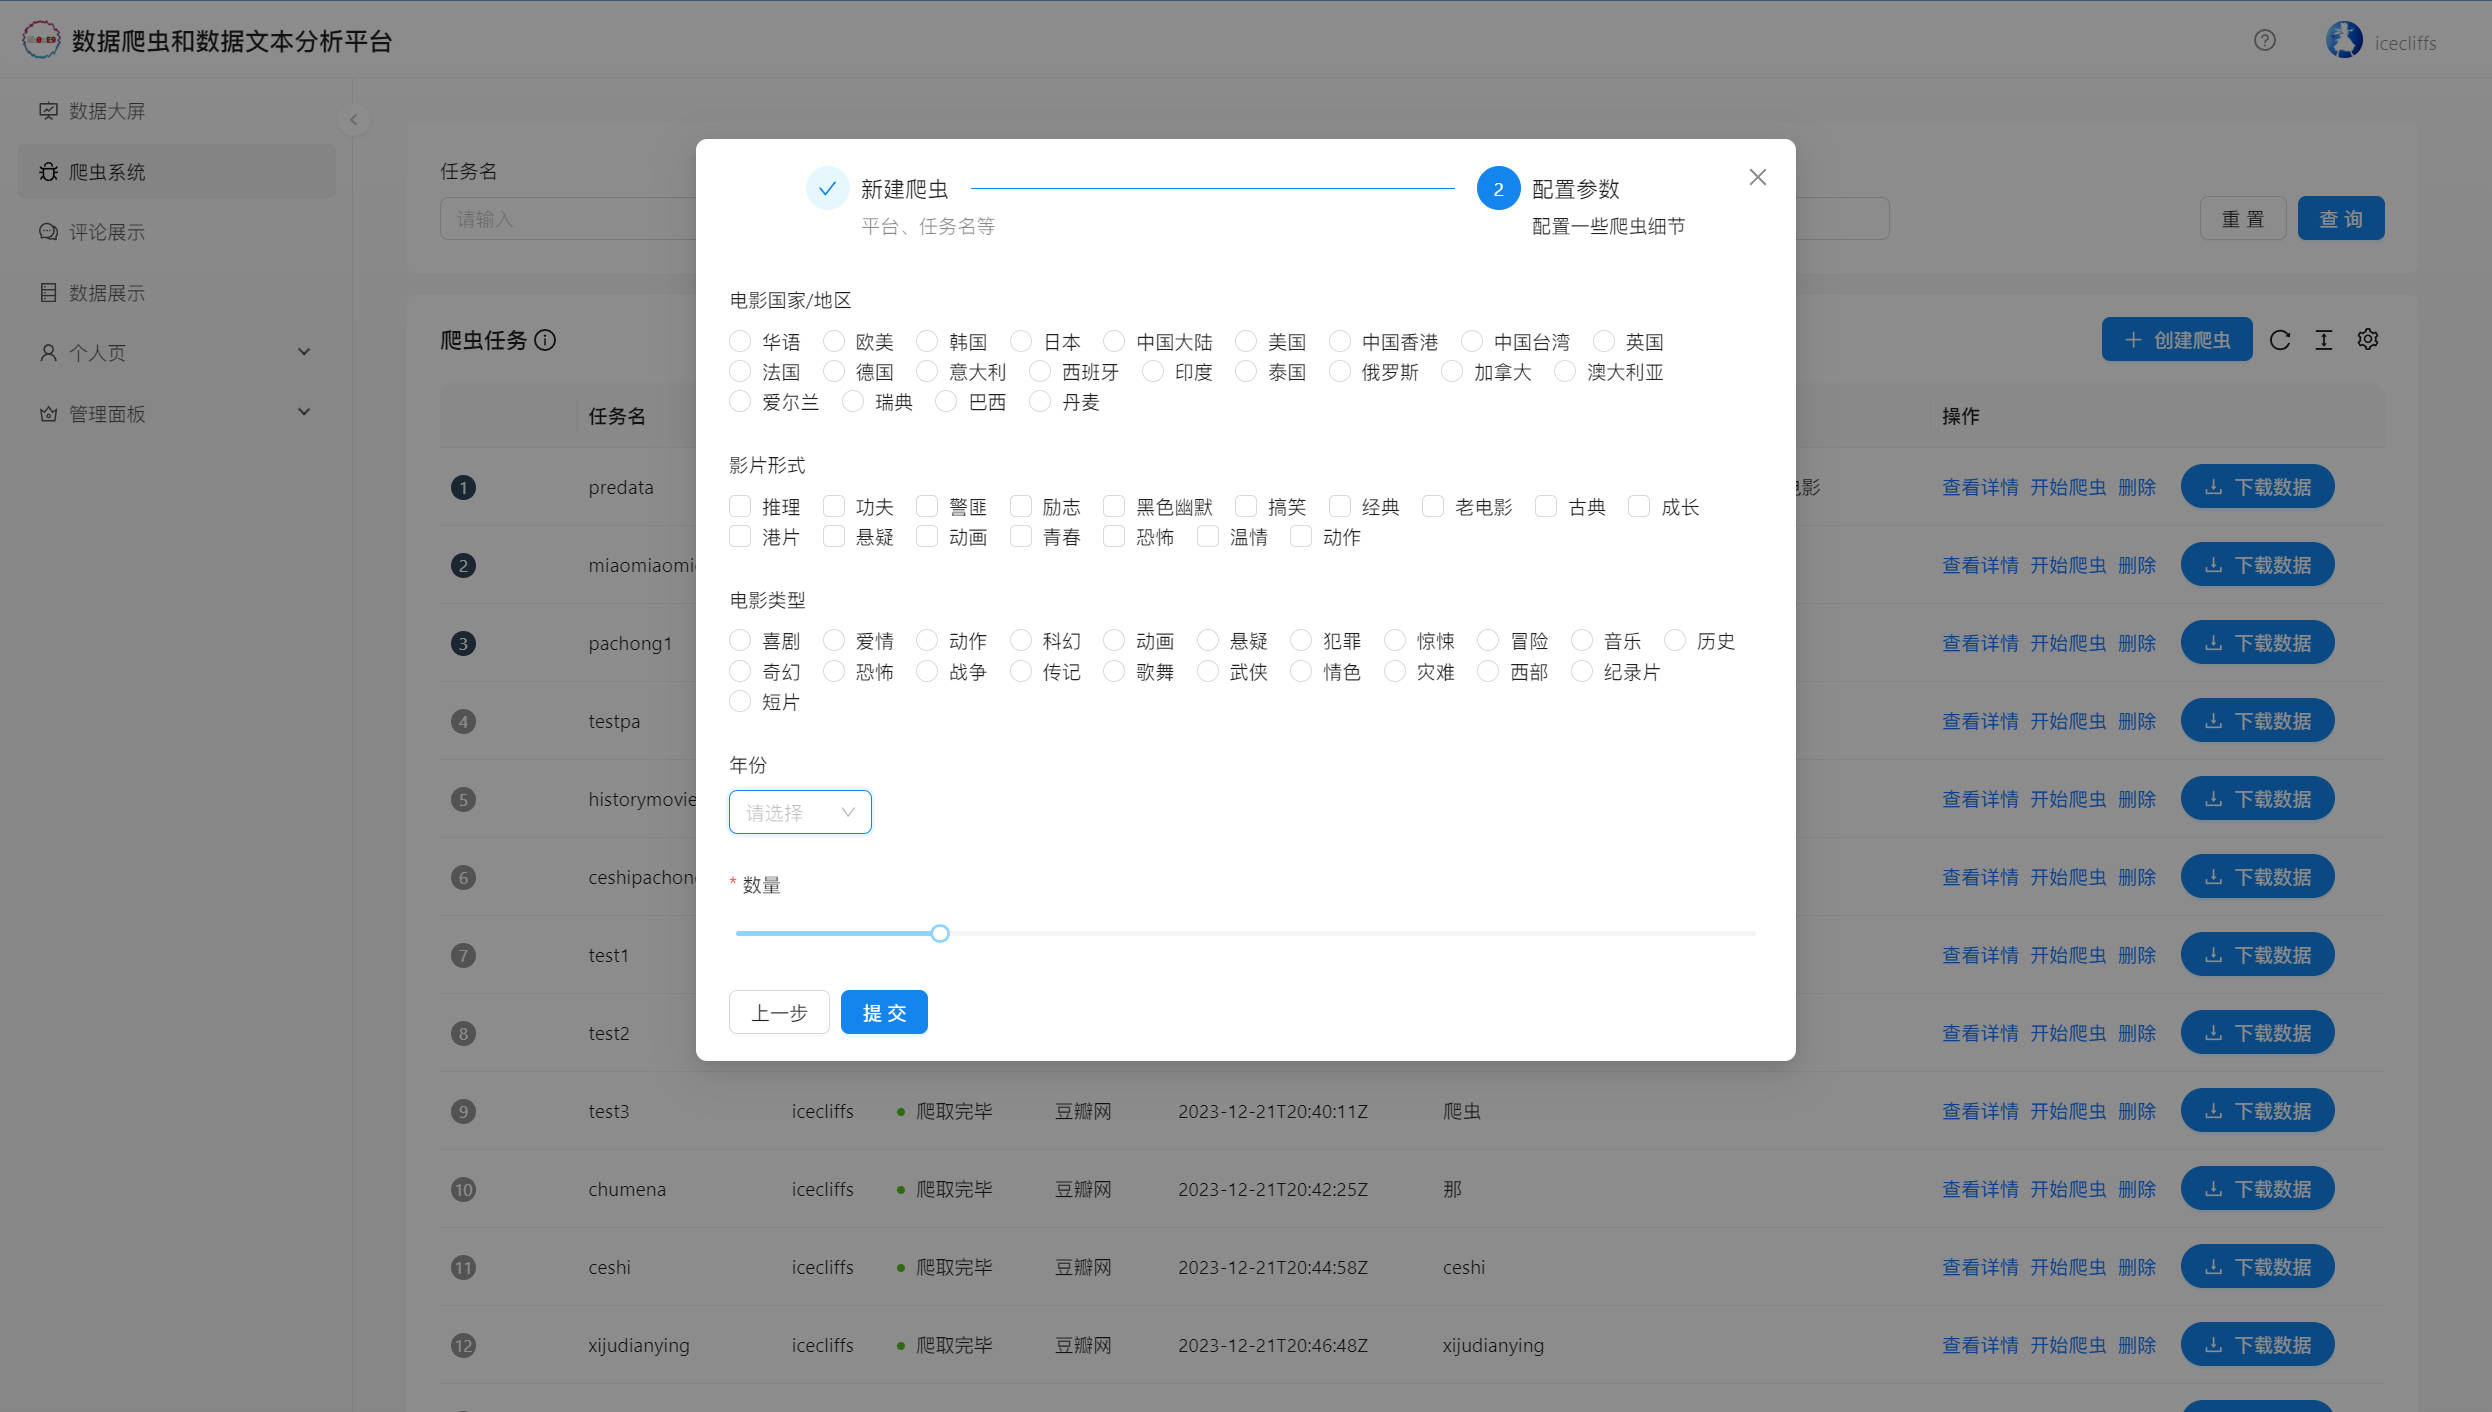 数据爬虫和数据文本分析平台
icecliffs
数据大屏
爬虫系统
评论展示
数据展示
个人页
管理面板
任务名
请输入
重 置
查 询
爬虫任务
创建爬虫
任务名
操作
1 predata 电影 查看详情 开始爬虫 删除 下载数据
2 miaomiaomi 查看详情 开始爬虫 删除 下载数据
3 pachong1 查看详情 开始爬虫 删除 下载数据
4 testpa 查看详情 开始爬虫 删除 下载数据
5 historymovie 查看详情 开始爬虫 删除 下载数据
6 ceshipachon 查看详情 开始爬虫 删除 下载数据
7 test1 查看详情 开始爬虫 删除 下载数据
8 test2 查看详情 开始爬虫 删除 下载数据
9 test3 icecliffs 爬取完毕 豆瓣网 2023-12-21T20:40:11Z 爬虫 查看详情 开始爬虫 删除 下载数据
10 chumena icecliffs 爬取完毕 豆瓣网 2023-12-21T20:42:25Z 那 查看详情 开始爬虫 删除 下载数据
11 ceshi icecliffs 爬取完毕 豆瓣网 2023-12-21T20:44:58Z ceshi 查看详情 开始爬虫 删除 下载数据
12 xijudianying icecliffs 爬取完毕 豆瓣网 2023-12-21T20:46:48Z xijudianying 查看详情 开始爬虫 删除 下载数据
新建爬虫
平台、任务名等
2 配置参数
配置一些爬虫细节
电影国家/地区
华语 欧美 韩国 日本 中国大陆 美国 中国香港 中国台湾 英国
法国 德国 意大利 西班牙 印度 泰国 俄罗斯 加拿大 澳大利亚
爱尔兰 瑞典 巴西 丹麦
影片形式
推理 功夫 警匪 励志 黑色幽默 搞笑 经典 老电影 古典 成长
港片 悬疑 动画 青春 恐怖 温情 动作
电影类型
喜剧 爱情 动作 科幻 动画 悬疑 犯罪 惊悚 冒险 音乐 历史
奇幻 恐怖 战争 传记 歌舞 武侠 情色 灾难 西部 纪录片
短片
年份
请选择
* 数量
上一步
提 交